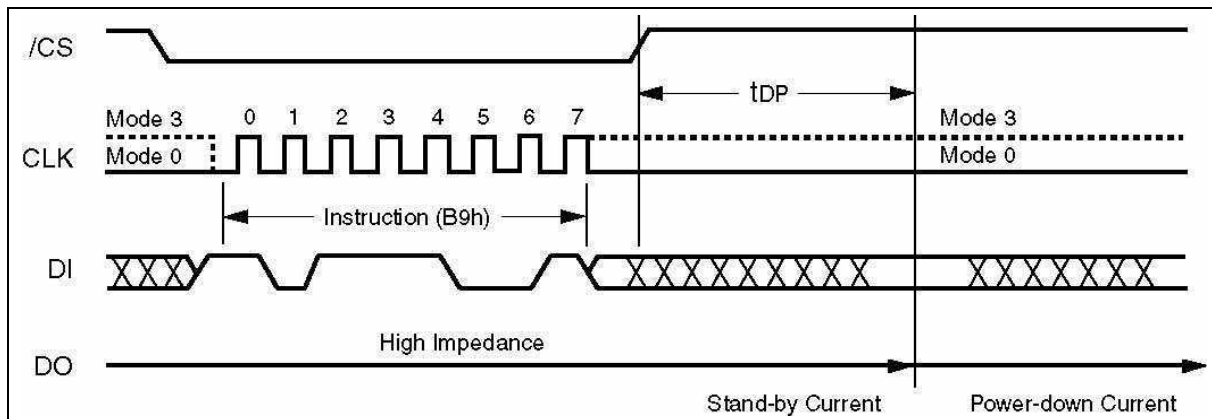 /CS
tDP
Mode 3 0 1 2 3 4 5 6 7 Mode 3
CLK Mode 0 Mode 0
Instruction (B9h)
DI
High Impedance
DO
Stand-by Current Power-down Current